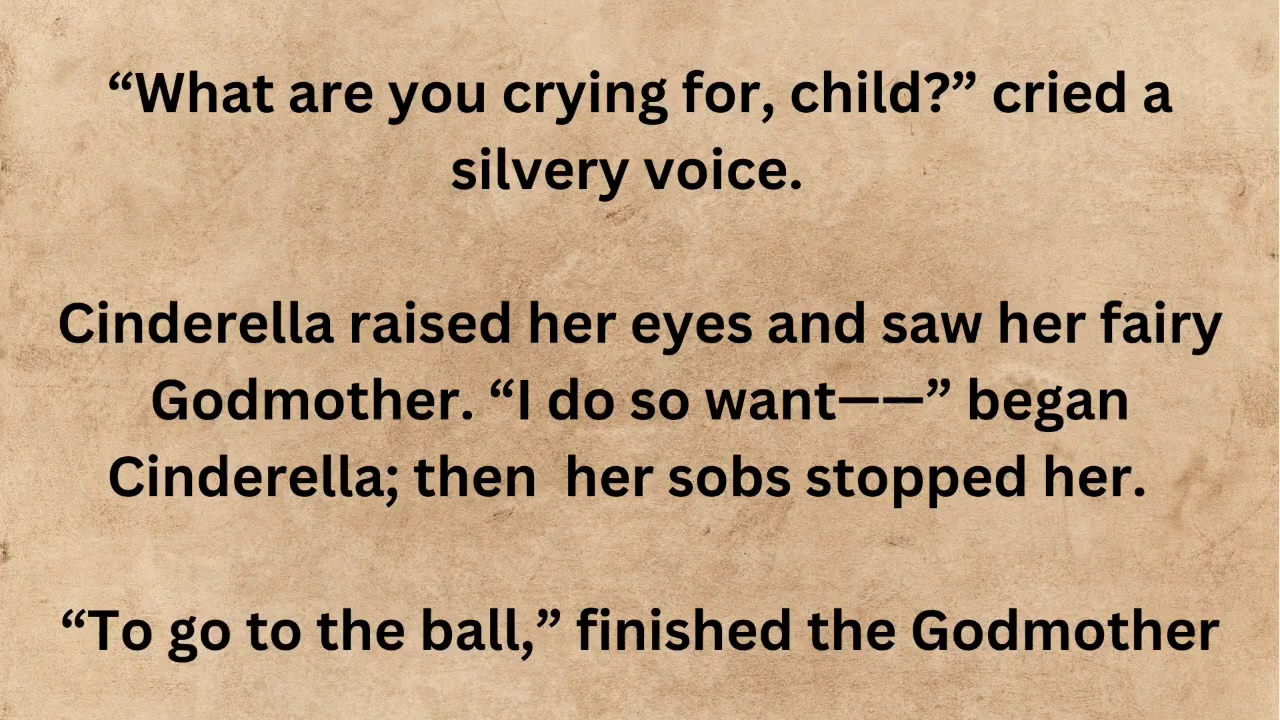 “What are you crying for, child?” cried a
silvery voice.
Cinderella raised her eyes and saw her fairy
Godmother. “I do so want——” began
Cinderella; then  her sobs stopped her.
“To go to the ball,” finished the Godmother